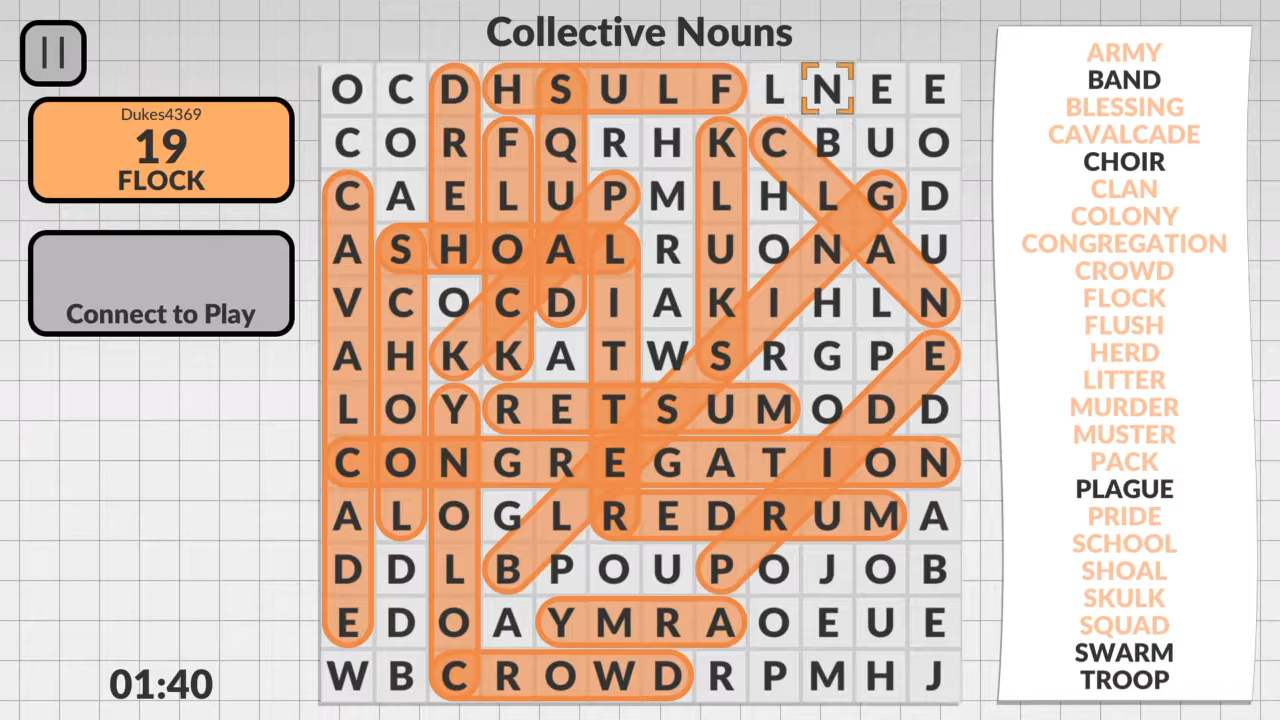 Collective Nouns
Dukes4369
19
FLOCK
Connect to Play
01:40
O C D H S U L F L N E E
C O R F Q R H K C B U O
C A E L U P M L H L G D
A S H O A L R U O N A U
V C O C D I A K I H L N
A H K K A T W S R G P E
L O Y R E T S U M O D D
C O N G R E G A T I O N
A L O G L R E D R U M A
D D L B P O U P O J O B
E D O A Y M R A O E U E
W B C R O W D R P M H J
ARMY
BAND
BLESSING
CAVALCADE
CHOIR
CLAN
COLONY
CONGREGATION
CROWD
FLOCK
FLUSH
HERD
LITTER
MURDER
MUSTER
PACK
PLAGUE
PRIDE
SCHOOL
SHOAL
SKULK
SQUAD
SWARM
TROOP